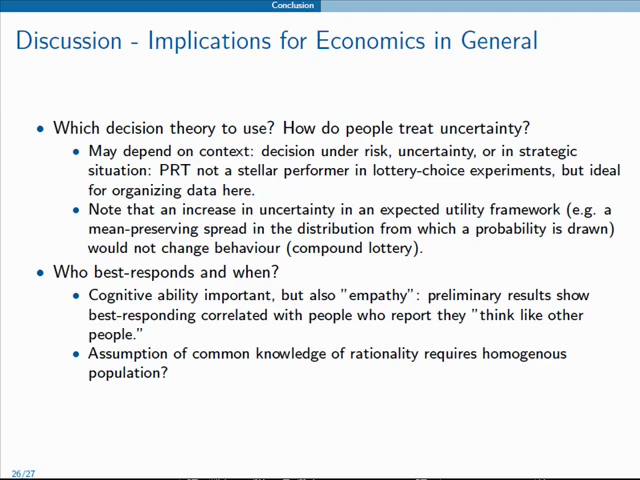 Conclusion
Discussion - Implications for Economics in General
• Which decision theory to use? How do people treat uncertainty?
• May depend on context: decision under risk, uncertainty, or in strategic
situation: PRT not a stellar performer in lottery-choice experiments, but ideal
for organizing data here.
• Note that an increase in uncertainty in an expected utility framework (e.g. a
mean-preserving spread in the distribution from which a probability is drawn)
would not change behaviour (compound lottery).
• Who best-responds and when?
• Cognitive ability important, but also "empathy": preliminary results show
best-responding correlated with people who report they "think like other
people."
• Assumption of common knowledge of rationality requires homogenous
population?
26/27